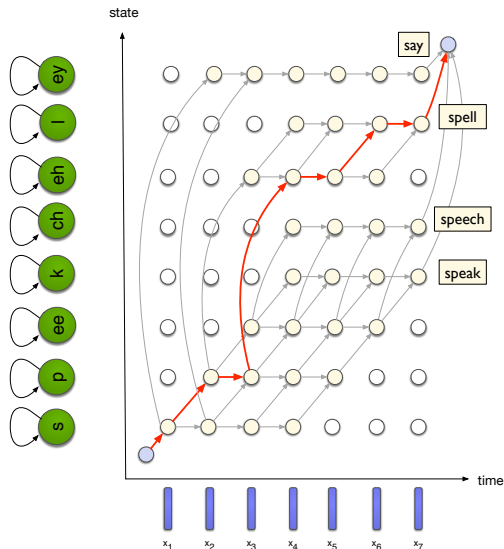 state
say
spell
speech
speak
ey
l
eh
ch
k
ee
p
s
time
x1 x2 x3 x4 x5 x6 x7